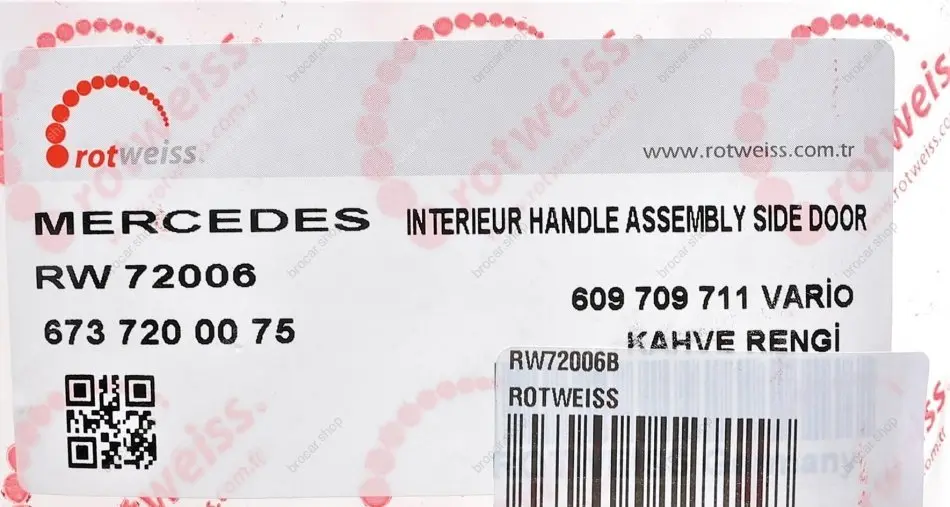 rotweiss
www.rotweiss.com.tr
MERCEDES
INTERIEUR HANDLE ASSEMBLY SIDE DOOR
RW 72006
609 709 711 VARİO
673 720 00 75
KAHVE RENGİ
RW72006B
ROTWEISS